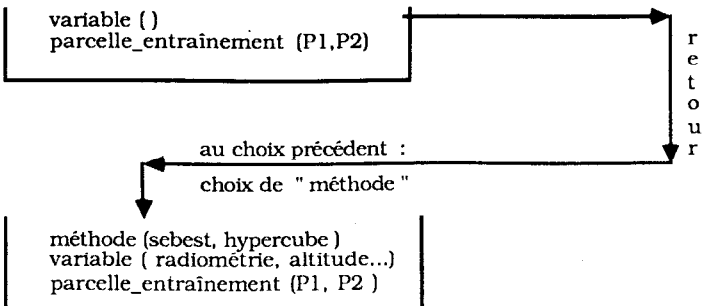 variable ( )
parcelle_entraînement (P1,P2)
retour
au choix précédent :
choix de " méthode "
méthode (sebest, hypercube )
variable ( radiométrie, altitude...)
parcelle_entraînement (P1, P2 )